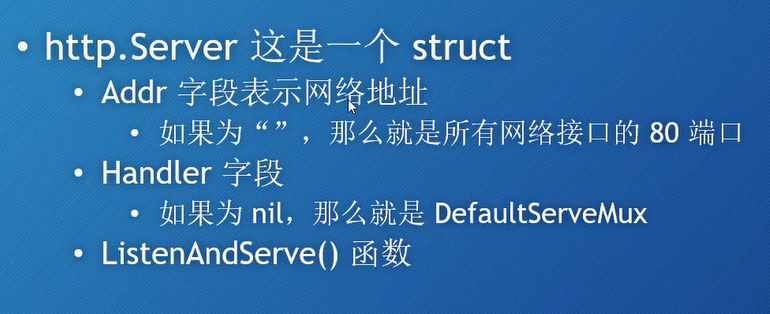 • http.Server 这是一个 struct
• Addr 字段表示网络地址
• 如果为“”，那么就是所有网络接口的 80 端口
• Handler 字段
• 如果为 nil，那么就是 DefaultServeMux
• ListenAndServe() 函数